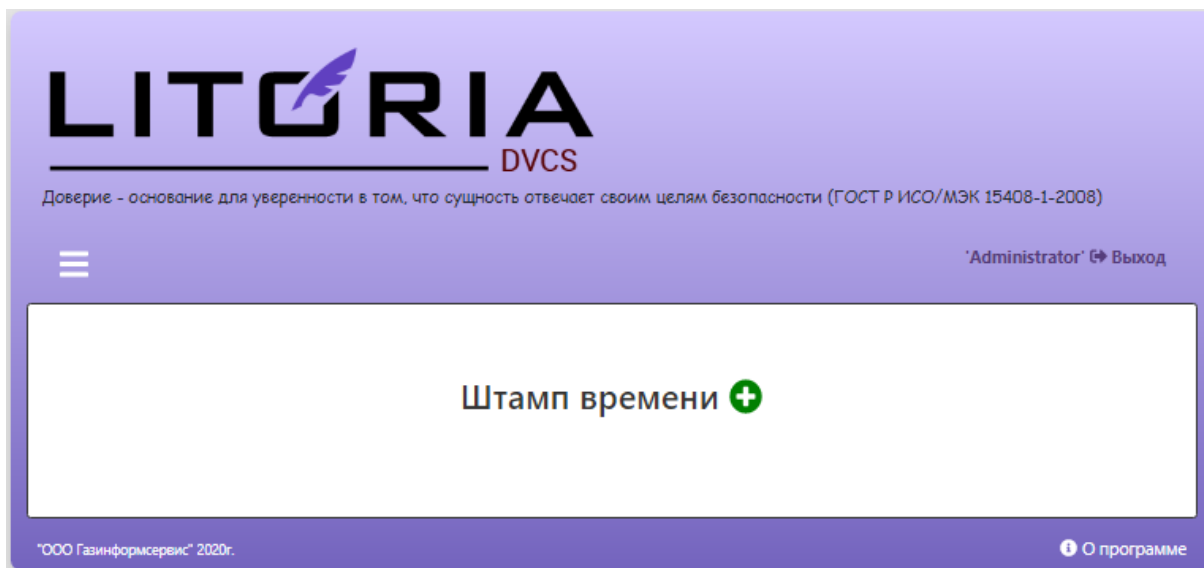 LITORIA
DVCS
Доверие - основание для уверенности в том, что сущность отвечает своим целям безопасности (ГОСТ Р ИСО/МЭК 15408-1-2008)
'Administrator' Выход
Штамп времени
"ООО Газинформсервис" 2020г.
О программе